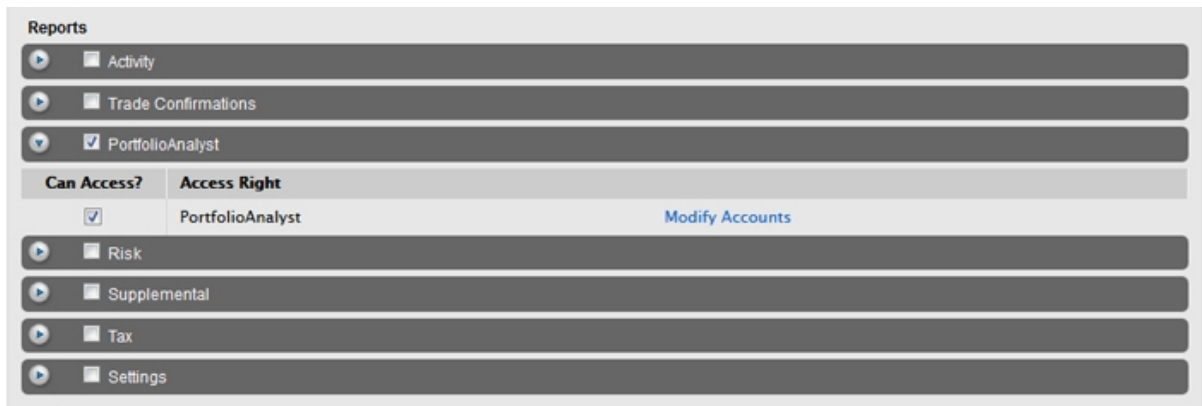 Reports
Activity
Trade Confirmations
PortfolioAnalyst
Can Access? Access Right
PortfolioAnalyst Modify Accounts
Risk
Supplemental
Tax
Settings